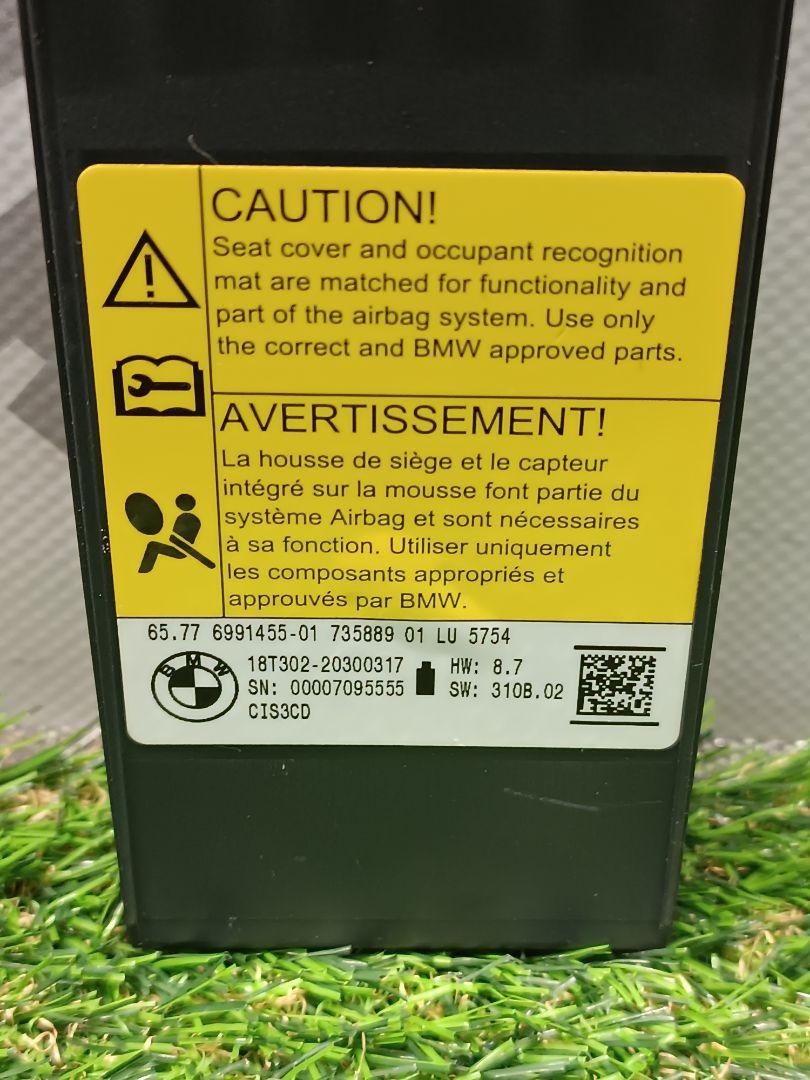 CAUTION!
Seat cover and occupant recognition
mat are matched for functionality and
part of the airbag system. Use only
the correct and BMW approved parts.
AVERTISSEMENT!
La housse de siège et le capteur
intégré sur la mousse font partie du
système Airbag et sont nécessaires
à sa fonction. Utiliser uniquement
les composants appropriés et
approuvés par BMW.
65.77 6991455-01 735889 01 LU 5754
BMW
18T302-20300317 HW: 8.7
SN: 00007095555 SW: 310B.02
CIS3CD